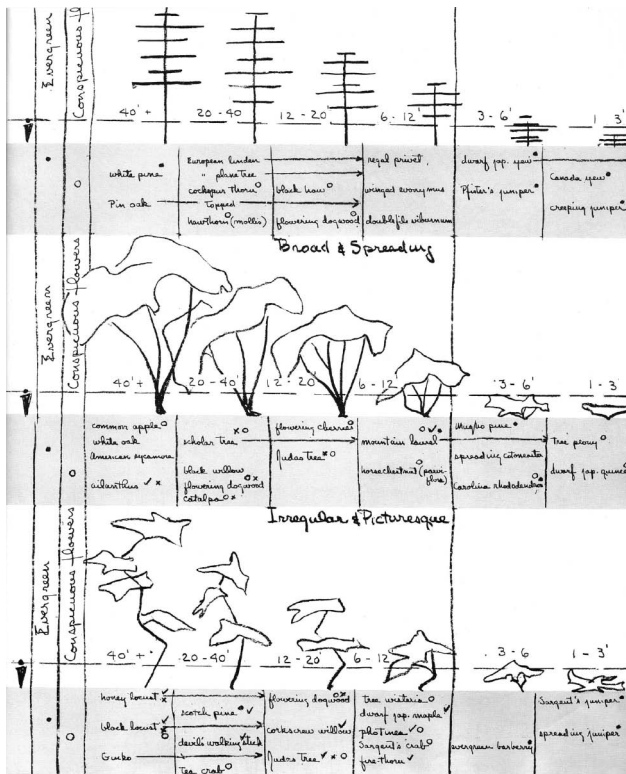 Evergreen
Conspicuous flowers
40' +
20 - 40
12 - 20'
6 - 12'
3 - 6'
1 - 3'
white pine
Pin oak
European linden
" plane tree
cockspur thorn
Topped
hawthorn (mollis)
black haw
flowering dogwood
regal privet
winged euonymus
doublefile viburnum
dwarf jap. yew
Pfitzer's juniper
Canada yew
creeping juniper
Broad & Spreading
Evergreen
Conspicuous flowers
40' +
20 - 40'
12 - 20'
6 - 12'
3 - 6'
1 - 3'
common apple
white oak
American sycamore
ailanthus
scholar tree
black willow
flowering dogwood
catalpa
flowering cherries
Judas Tree
mountain laurel
horsechestnut (parvi-
flora)
Mugho pine
spreading cotoneaster
Carolina rhododendron
Tree peony
dwarf jap. quince
Irregular & Picturesque
Evergreen
Conspicuous flowers
40' +
20 - 40'
12 - 20'
6 - 12'
3 - 6'
1 - 3'
honey locust
black locust
Ginko
scotch pine
devil's walking stick
Tea crab
flowering dogwood
corkscrew willow
Judas Tree
tree wistaria
dwarf jap. maple
photinea
Sargent's crab
fire thorn
evergreen barberry
Sargent's juniper
spreading juniper